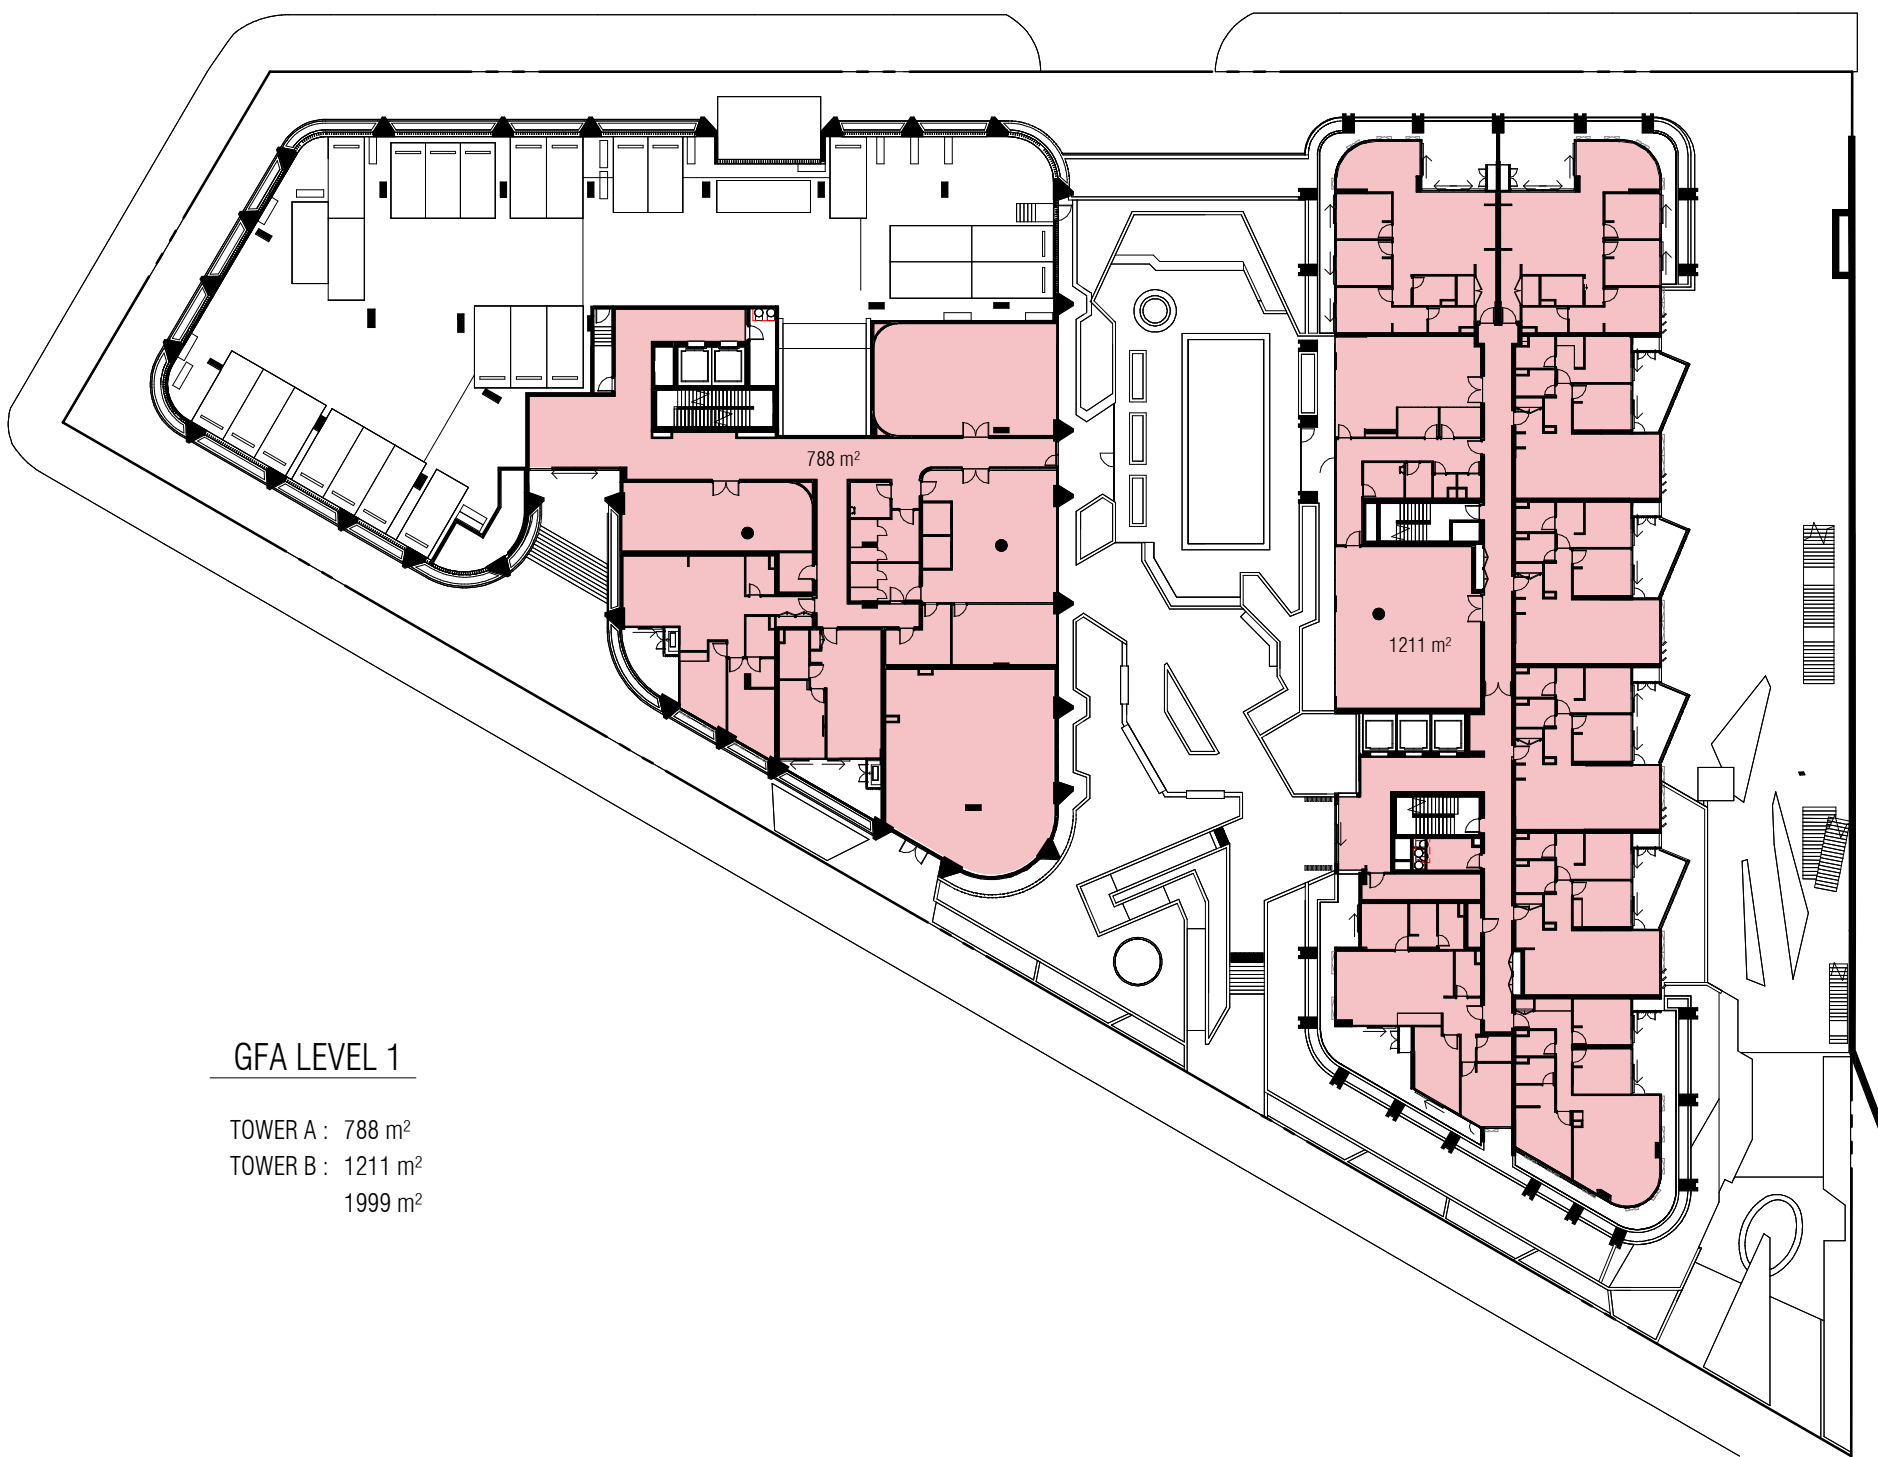 788 m²
1211 m²
GFA LEVEL 1
TOWER A : 788 m²
TOWER B : 1211 m²
1999 m²